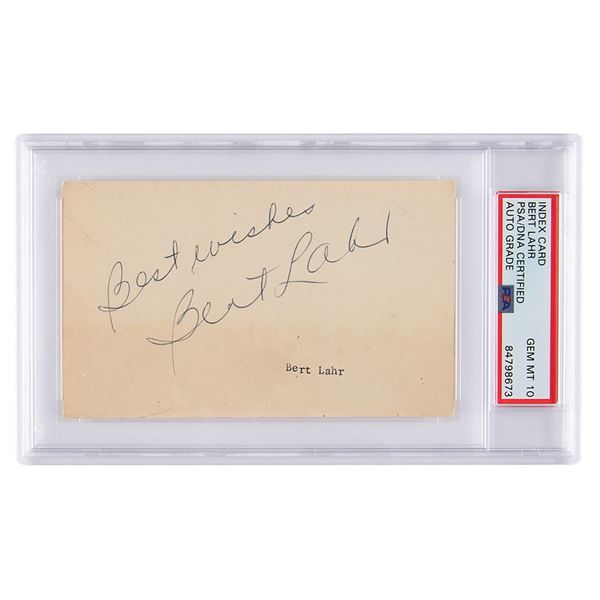 Best wishes
Bert Lahr
Bert Lahr
INDEX CARD
BERT LAHR
PSA/DNA CERTIFIED
AUTO GRADE
PSA
GEM MT 10
84798673